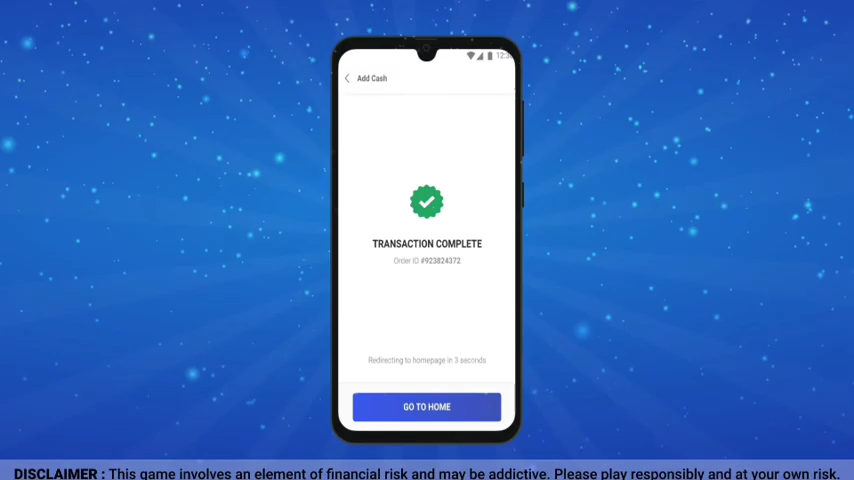 Add Cash
TRANSACTION COMPLETE
Order ID #923824372
Redirecting to homepage in 3 seconds
GO TO HOME
DISCLAIMER : This game involves an element of financial risk and may be addictive. Please play responsibly and at your own risk.